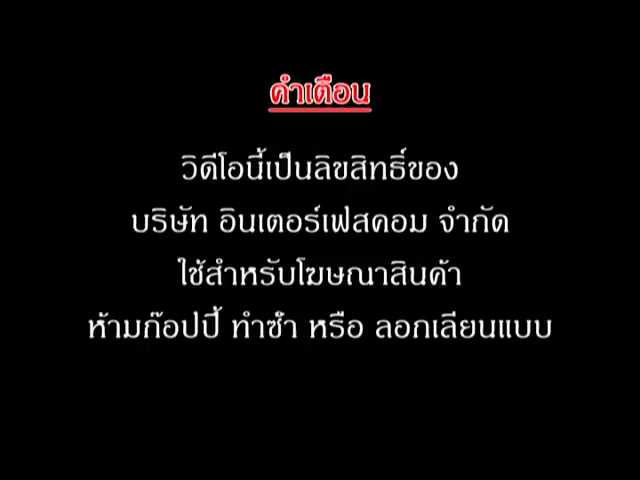 คำเตือน
วิดีโอนี้เป็นลิขสิทธิ์ของ
บริษัท อินเตอร์เฟสคอม จำกัด
ใช้สำหรับโฆษณาสินค้า
ห้ามก๊อปปี้ ทำซ้ำ หรือ ลอกเลียนแบบ